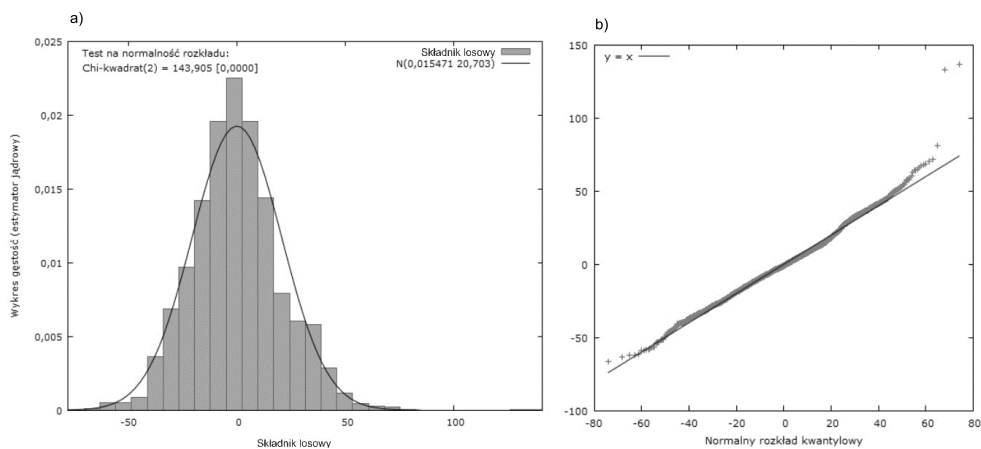 a)
0,025
0,02
0,015
0,01
0,005
0
Wykres gęstość (estymator jądrowy)
Test na normalność rozkładu:
Chi-kwadrat(2) = 143,905 [0,0000]
Składnik losowy
N(0,015471 20,703)
-50
0
50
100
Składnik losowy
b)
150
100
50
0
-50
-100
y = x
-80
-60
-40
-20
0
20
40
60
80
Normalny rozkład kwantylowy